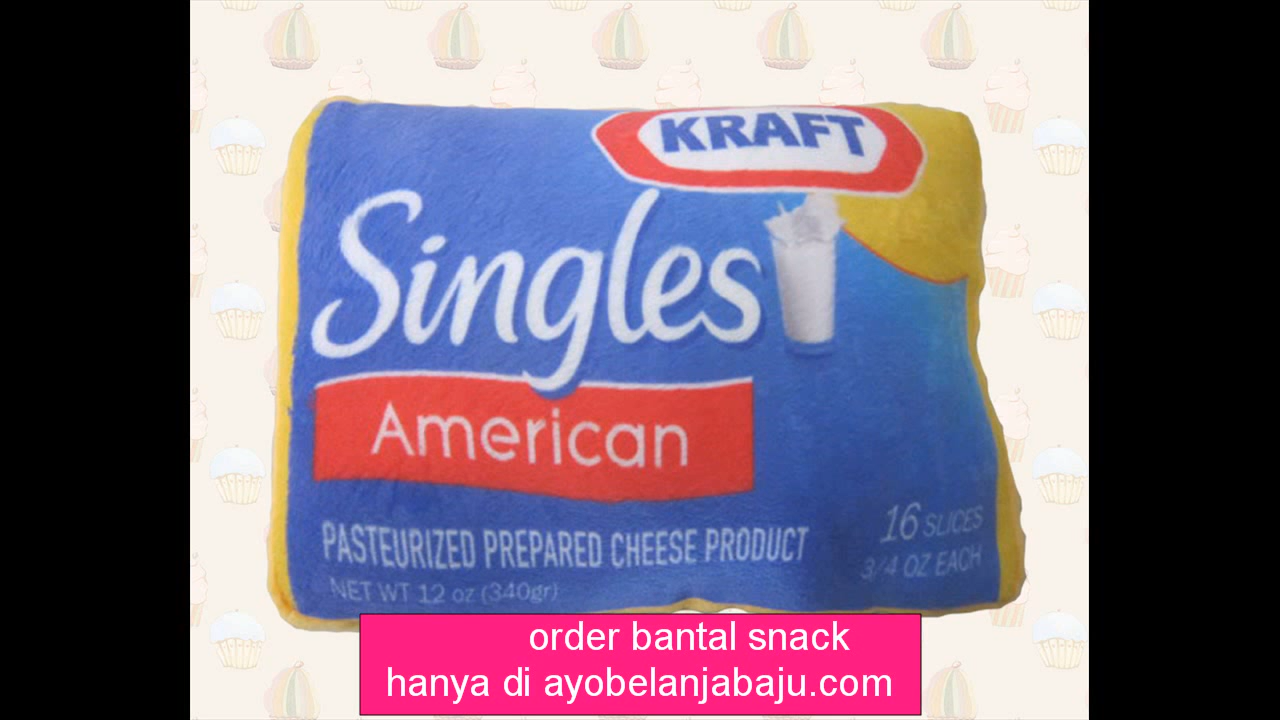 KRAFT
Singles
American
PASTEURIZED PREPARED CHEESE PRODUCT
NET WT 12 oz (340gr)
16 SLICES
3/4 OZ EACH
order bantal snack
hanya di ayobelanjabaju.com